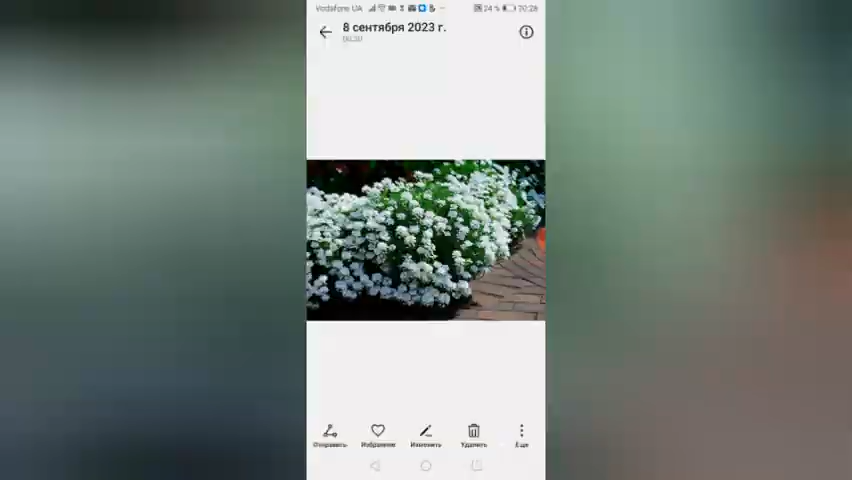 Vodafone UA 24 % 20:28
8 сентября 2023 г.
Отправить Избранное Изменить Удалить Еще